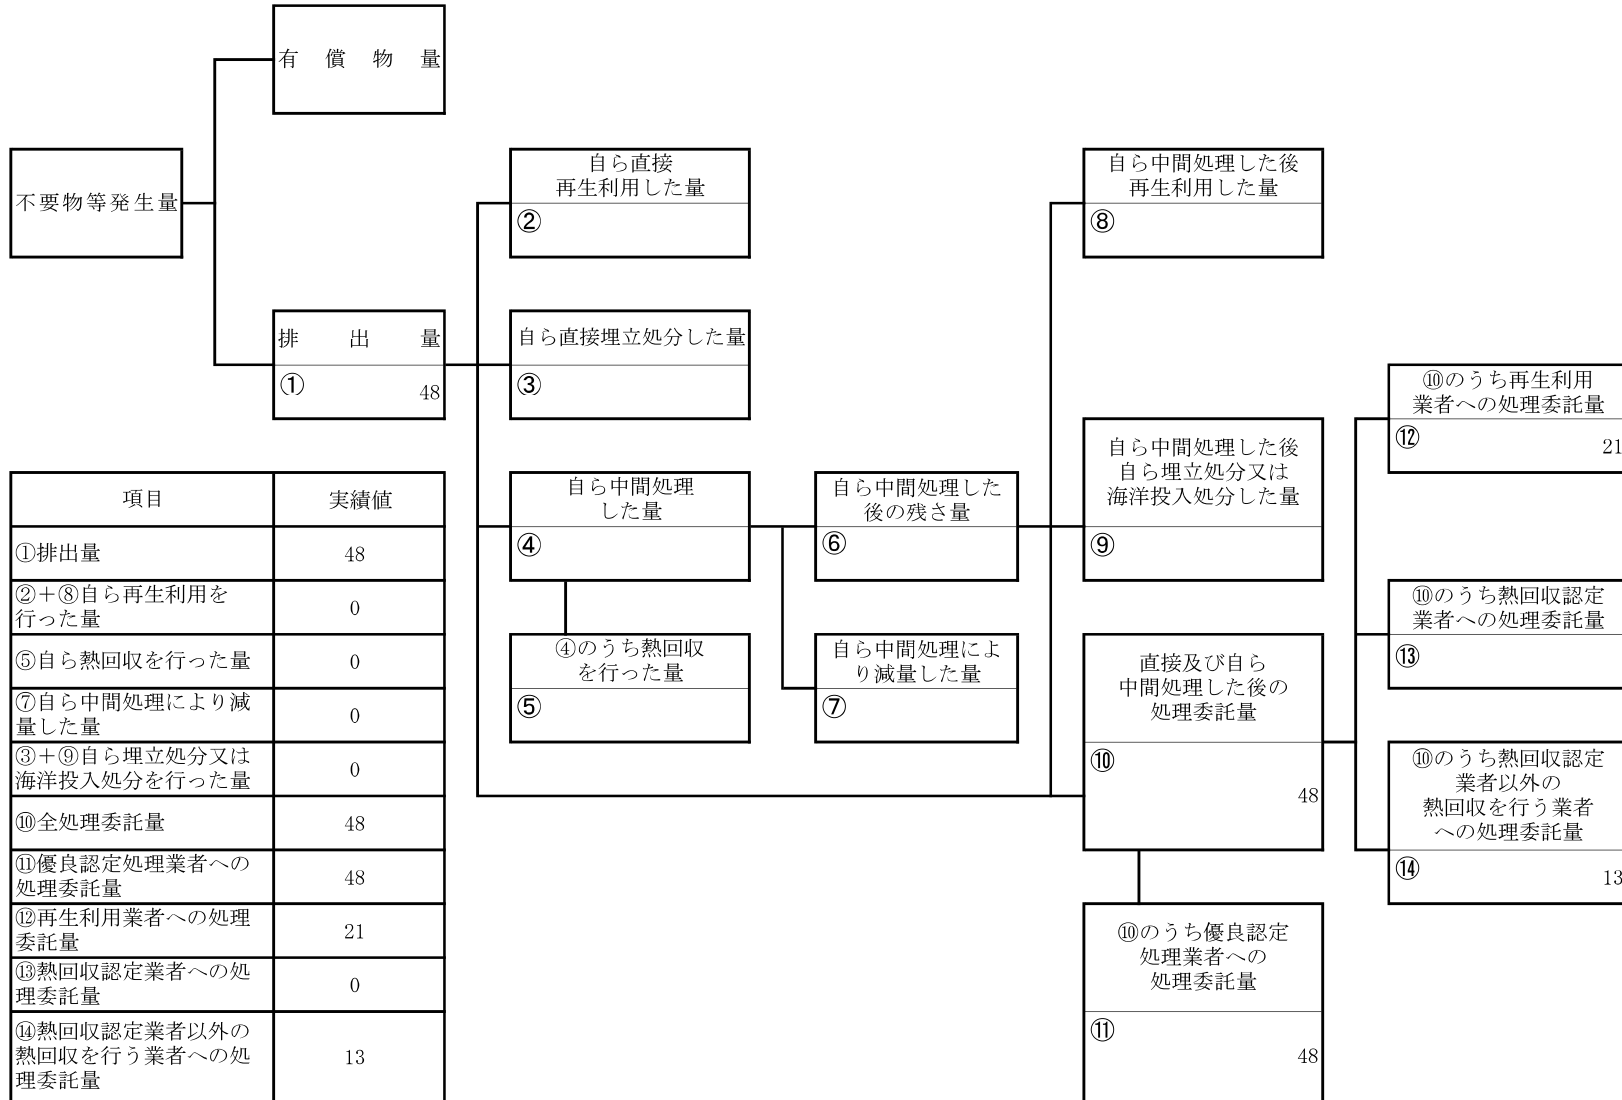 有償物量
不要物等発生量
排出量
①
48
自ら直接
再生利用した量
②
自ら直接埋立処分した量
③
自ら中間処理
した量
④
④のうち熱回収
を行った量
⑤
自ら中間処理した
後の残さ量
⑥
自ら中間処理によ
り減量した量
⑦
自ら中間処理した後
再生利用した量
⑧
自ら中間処理した後
自ら埋立処分又は
海洋投入処分した量
⑨
直接及び自ら
中間処理した後の
処理委託量
⑩
48
⑩のうち優良認定
処理業者への
処理委託量
⑪
48
⑩のうち再生利用
業者への処理委託量
⑫
21
⑩のうち熱回収認定
業者への処理委託量
⑬
⑩のうち熱回収認定
業者以外の
熱回収を行う業者
への処理委託量
⑭
13
項目 実績値
①排出量 48
②＋⑧自ら再生利用を
行った量 0
⑤自ら熱回収を行った量 0
⑦自ら中間処理により減
量した量 0
③＋⑨自ら埋立処分又は
海洋投入処分を行った量 0
⑩全処理委託量 48
⑪優良認定処理業者への
処理委託量 48
⑫再生利用業者への処理
委託量 21
⑬熱回収認定業者への処
理委託量 0
⑭熱回収認定業者以外の
熱回収を行う業者への処
理委託量 13